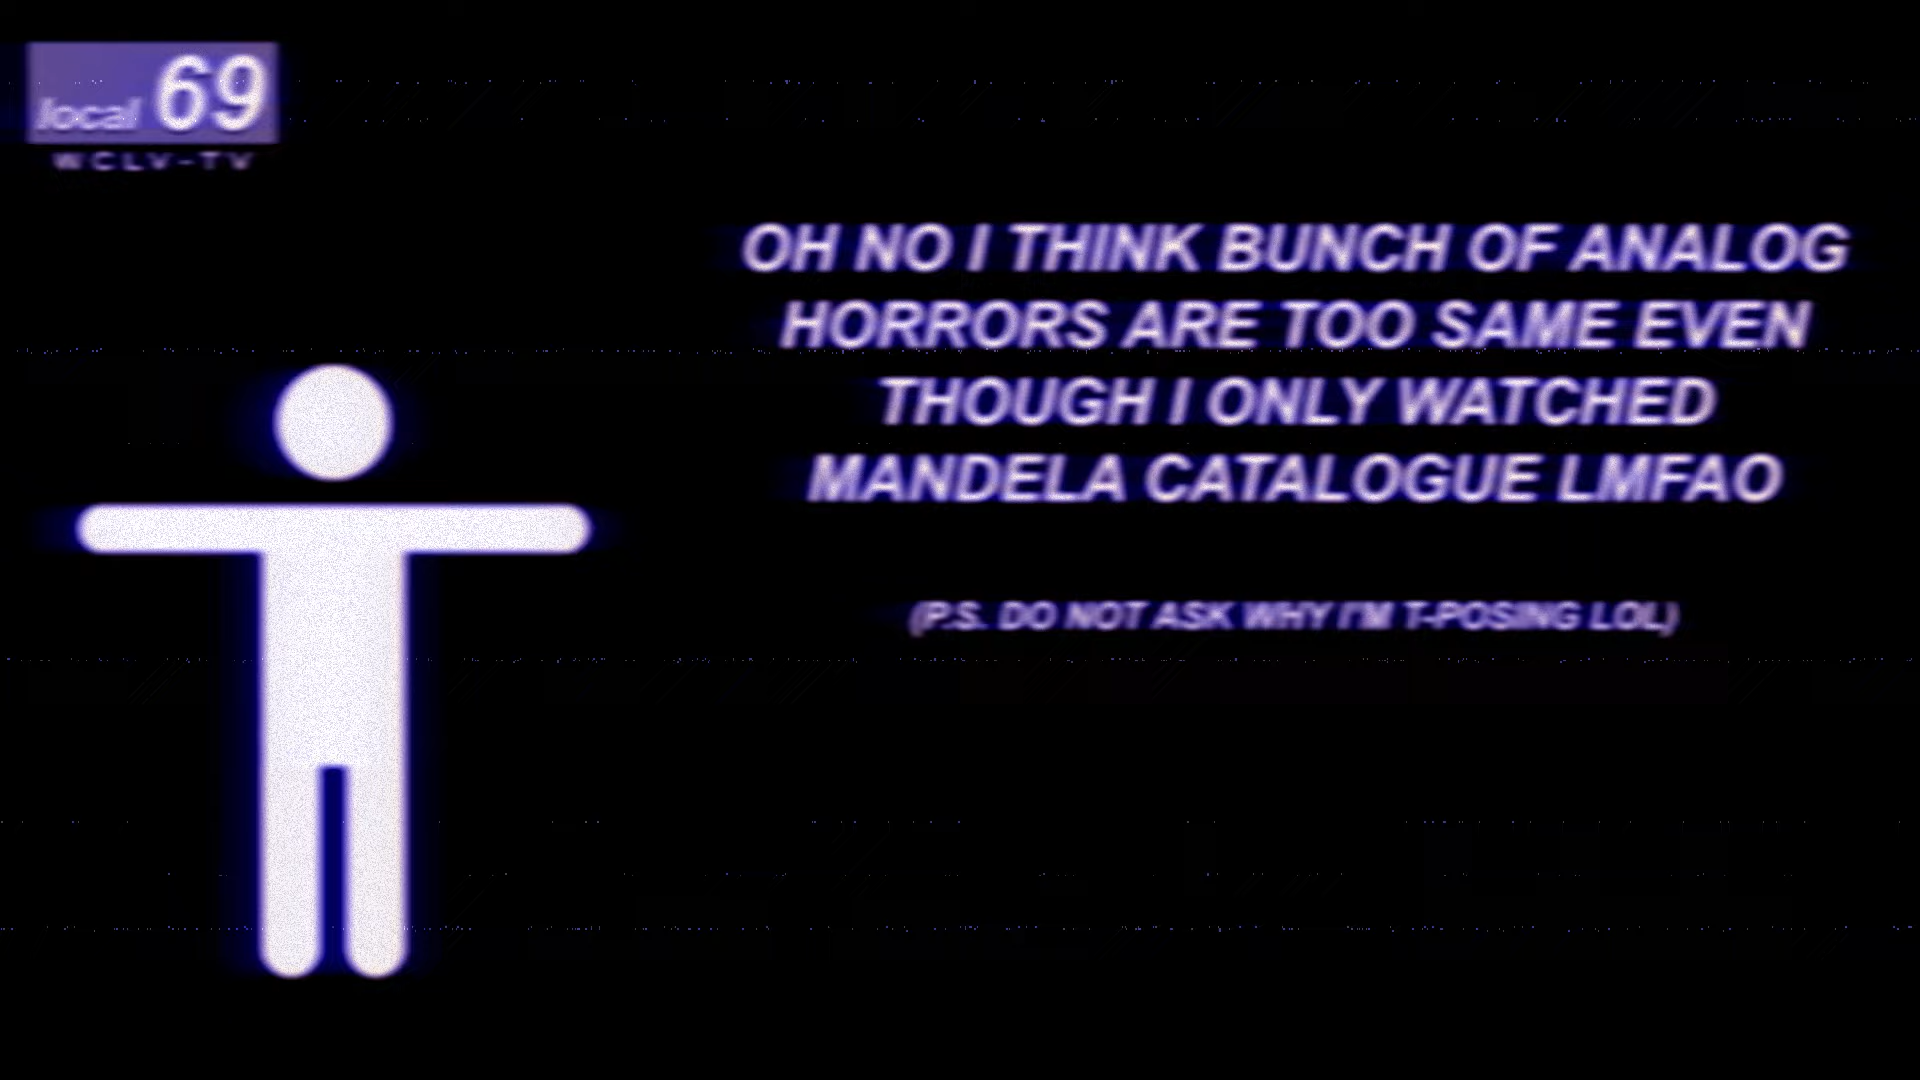 local 69
WCLV-TV
OH NO I THINK BUNCH OF ANALOG
HORRORS ARE TOO SAME EVEN
THOUGH I ONLY WATCHED
MANDELA CATALOGUE LMFAO
(P.S. DO NOT ASK WHY I'M T-POSING LOL)